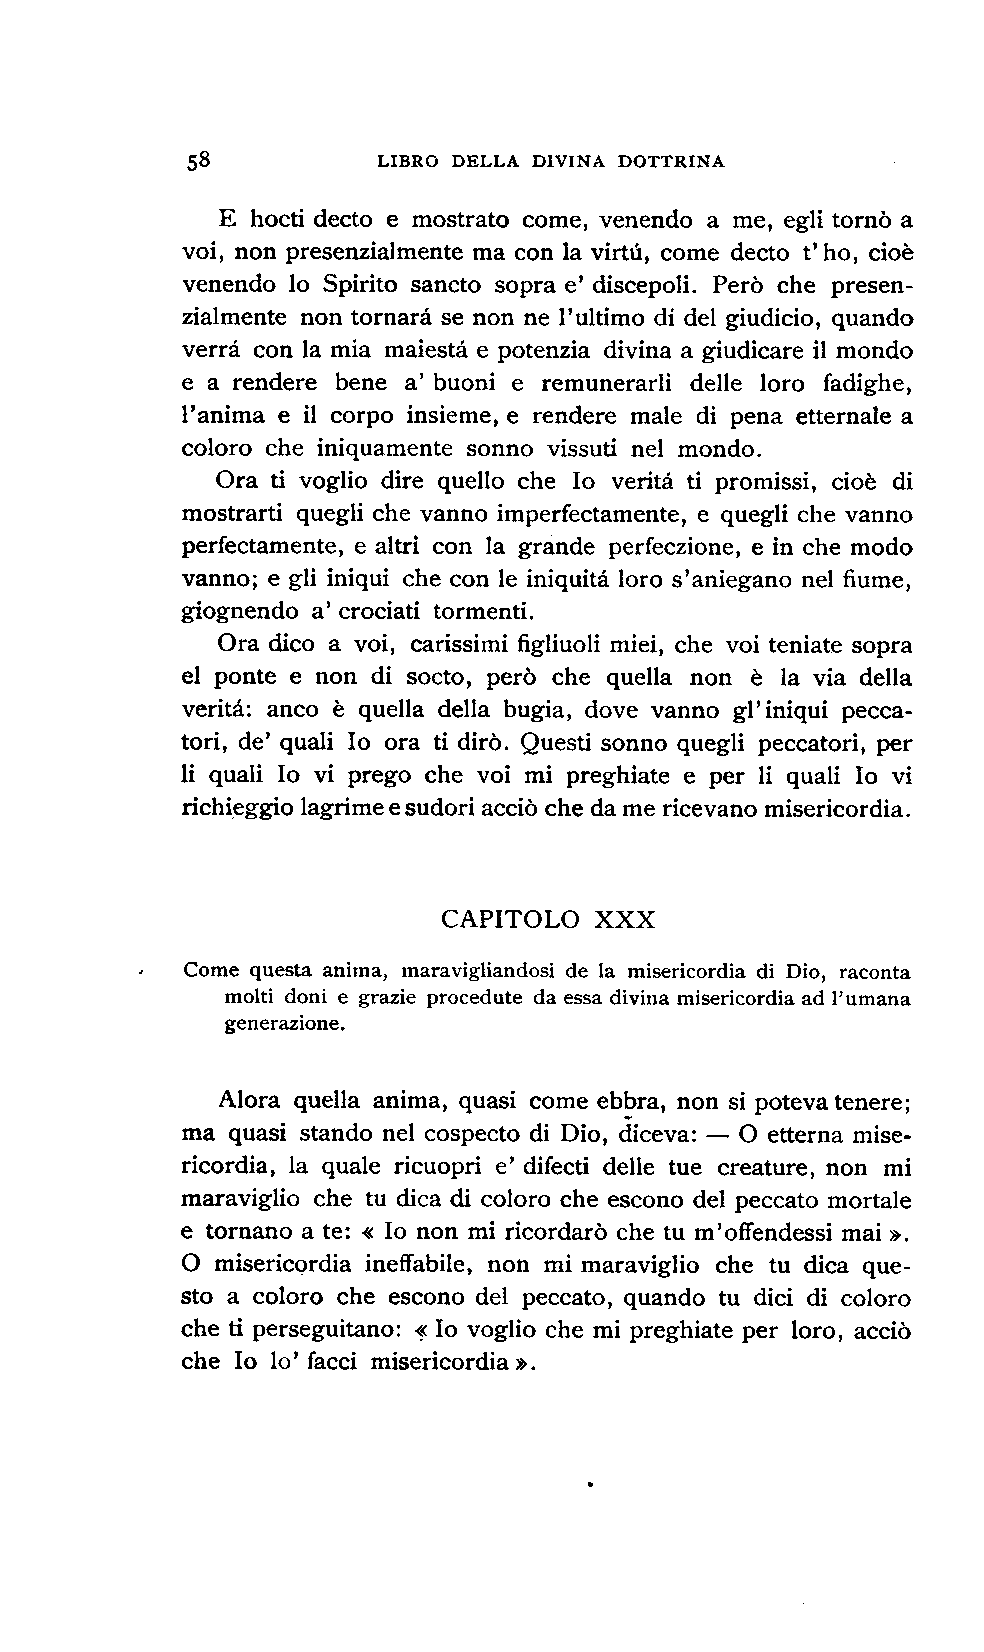 58 LIBRO DELLA DIVINA DOTTRINA
E hocti decto e mostrato come, venendo a me, egli tornò a
voi, non presenzialmente ma con la virtú, come decto t' ho, cioè
venendo lo Spirito sancto sopra e' discepoli. Però che presen-
zialmente non tornará se non ne l'ultimo dí del giudicio, quando
verrá con la mia maiestá e potenzia divina a giudicare il mondo
e a rendere bene a' buoni e remunerarli delle loro fadighe,
l'anima e il corpo insieme, e rendere male di pena etternale a
coloro che iniquamente sonno vissuti nel mondo.
Ora ti voglio dire quello che Io veritá ti promissi, cioè di
mostrarti quegli che vanno imperfectamente, e quegli che vanno
perfectamente, e altri con la grande perfeczione, e in che modo
vanno; e gli iniqui che con le iniquitá loro s'aniegano nel fiume,
giognendo a' crociati tormenti.
Ora dico a voi, carissimi figliuoli miei, che voi teniate sopra
el ponte e non di socto, però che quella non è la via della
veritá: anco è quella della bugia, dove vanno gl'iniqui pecca-
tori, de' quali Io ora ti dirò. Questi sonno quegli peccatori, per
li quali Io vi prego che voi mi preghiate e per li quali Io vi
richieggio lagrime e sudori acciò che da me ricevano misericordia.
CAPITOLO XXX
Come questa anima, maravigliandosi de la misericordia di Dio, raconta
molti doni e grazie procedute da essa divina misericordia ad l'umana
generazione.
Alora quella anima, quasi come ebbra, non si poteva tenere;
ma quasi stando nel cospecto di Dio, diceva: — O etterna mise-
ricordia, la quale ricuopri e' difecti delle tue creature, non mi
maraviglio che tu dica di coloro che escono del peccato mortale
e tornano a te: « Io non mi ricordarò che tu m'offendessi mai ».
O misericordia ineffabile, non mi maraviglio che tu dica que-
sto a coloro che escono del peccato, quando tu dici di coloro
che ti perseguitano: « Io voglio che mi preghiate per loro, acciò
che Io lo' facci misericordia ».